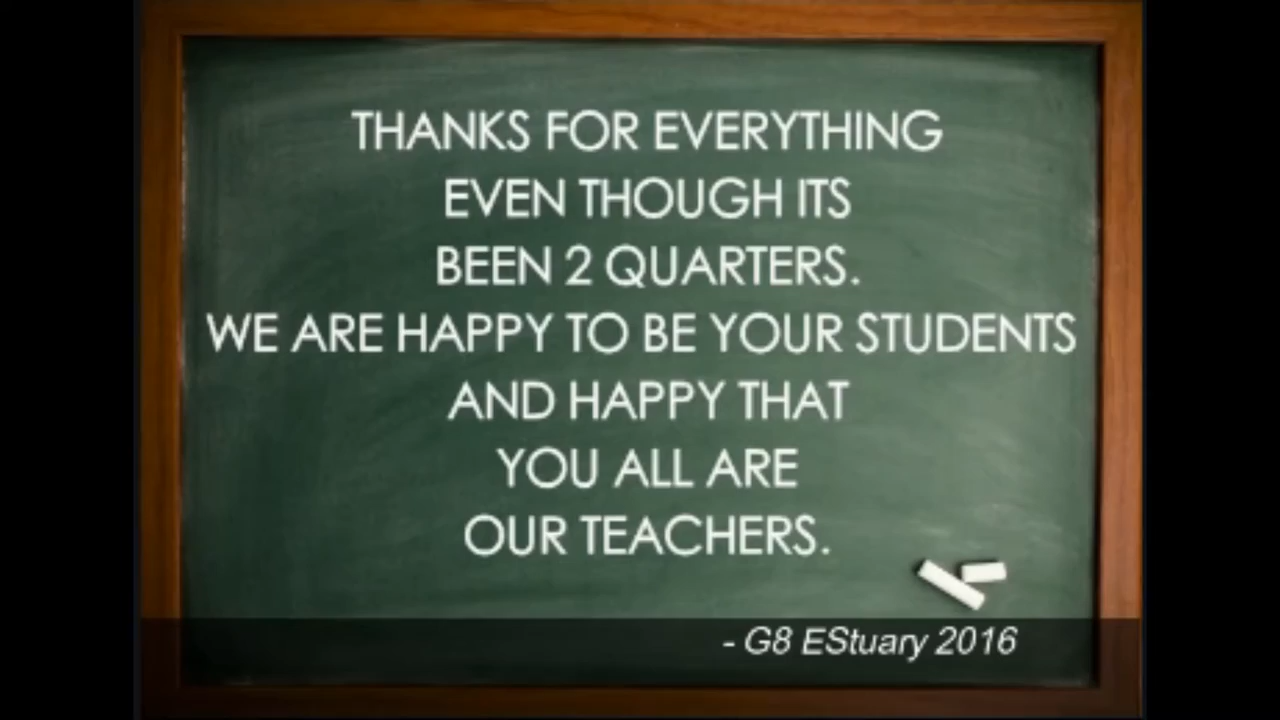 THANKS FOR EVERYTHING
EVEN THOUGH ITS
BEEN 2 QUARTERS.
WE ARE HAPPY TO BE YOUR STUDENTS
AND HAPPY THAT
YOU ALL ARE
OUR TEACHERS.
- G8 EStuary 2016